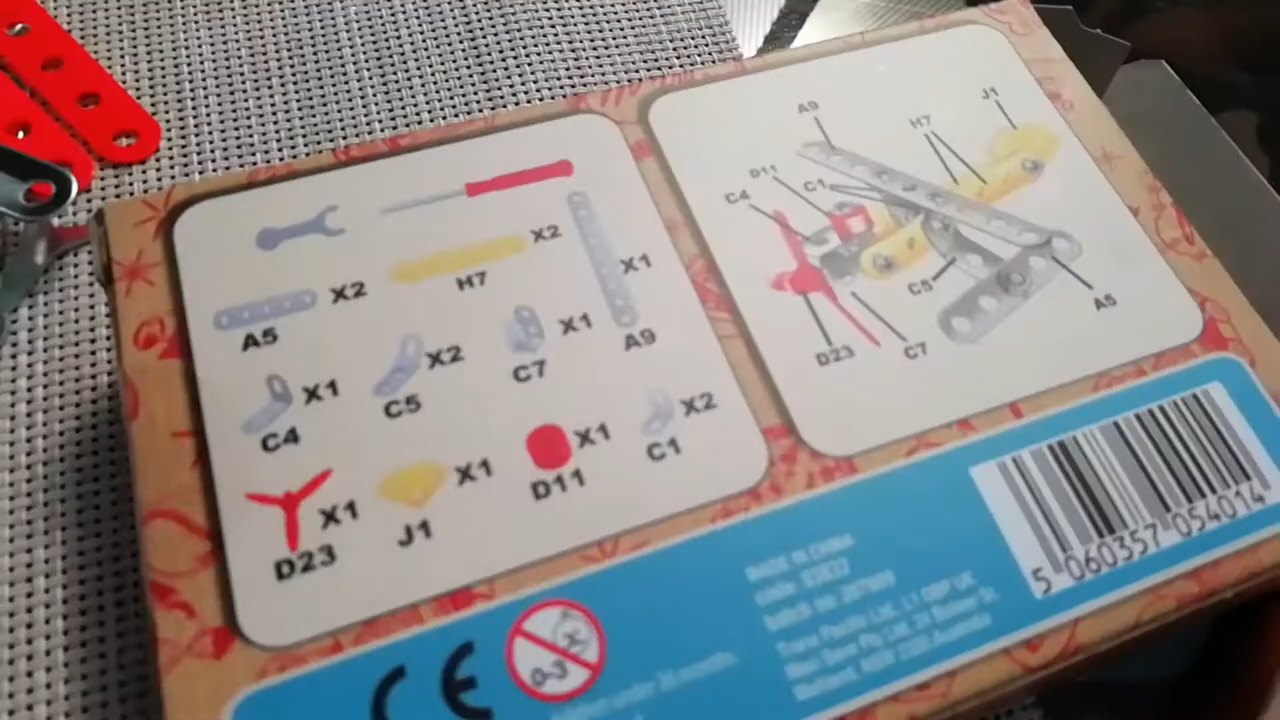 X2
H7
X2
A5
X1
A9
X1
C4
X2
C5
X1
C7
X2
C1
X1
D23
X1
J1
X1
D11
A9
H7
J1
D11
C1
C4
C5
A5
D23
C7
CE
0-3
MADE IN CHINA
5 060357 054014